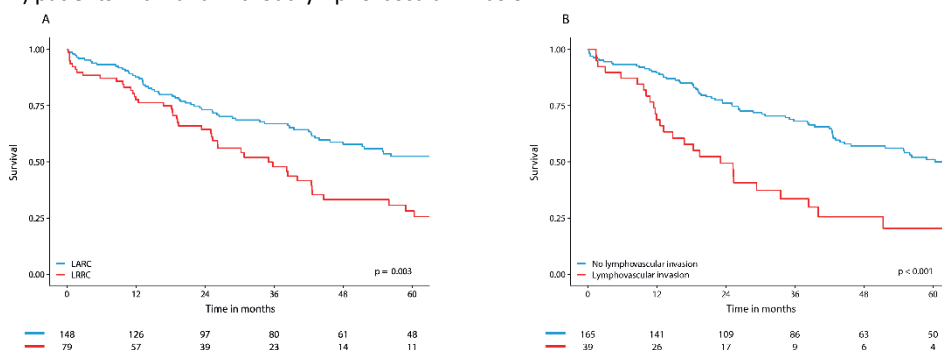 A
B
1.00
0.75
0.50
0.25
0.00
Survival
LARC
LRRC
p = 0.003
0 12 24 36 48 60
Time in months
148 126 97 80 61 48
79 57 39 23 14 11
1.00
0.75
0.50
0.25
0.00
Survival
No lymphovascular invasion
Lymphovascular invasion
p < 0.001
0 12 24 36 48 60
Time in months
165 141 109 86 63 50
39 26 17 9 6 4